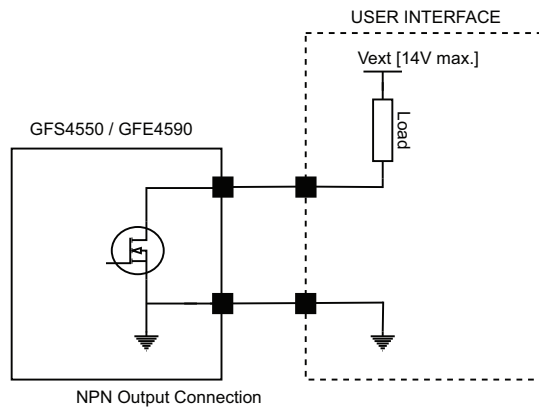 USER INTERFACE
Vext [14V max.]
Load
GFS4550 / GFE4590
NPN Output Connection